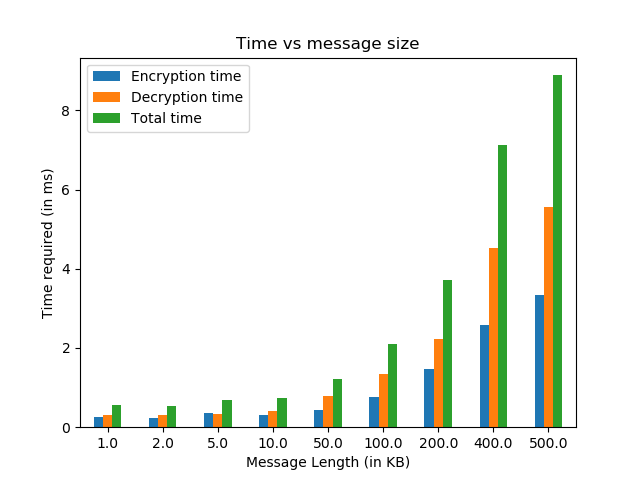 Time vs message size
Encryption time
Decryption time
Total time
8
6
4
2
0
Time required (in ms)
1.0 2.0 5.0 10.0 50.0 100.0 200.0 400.0 500.0
Message Length (in KB)